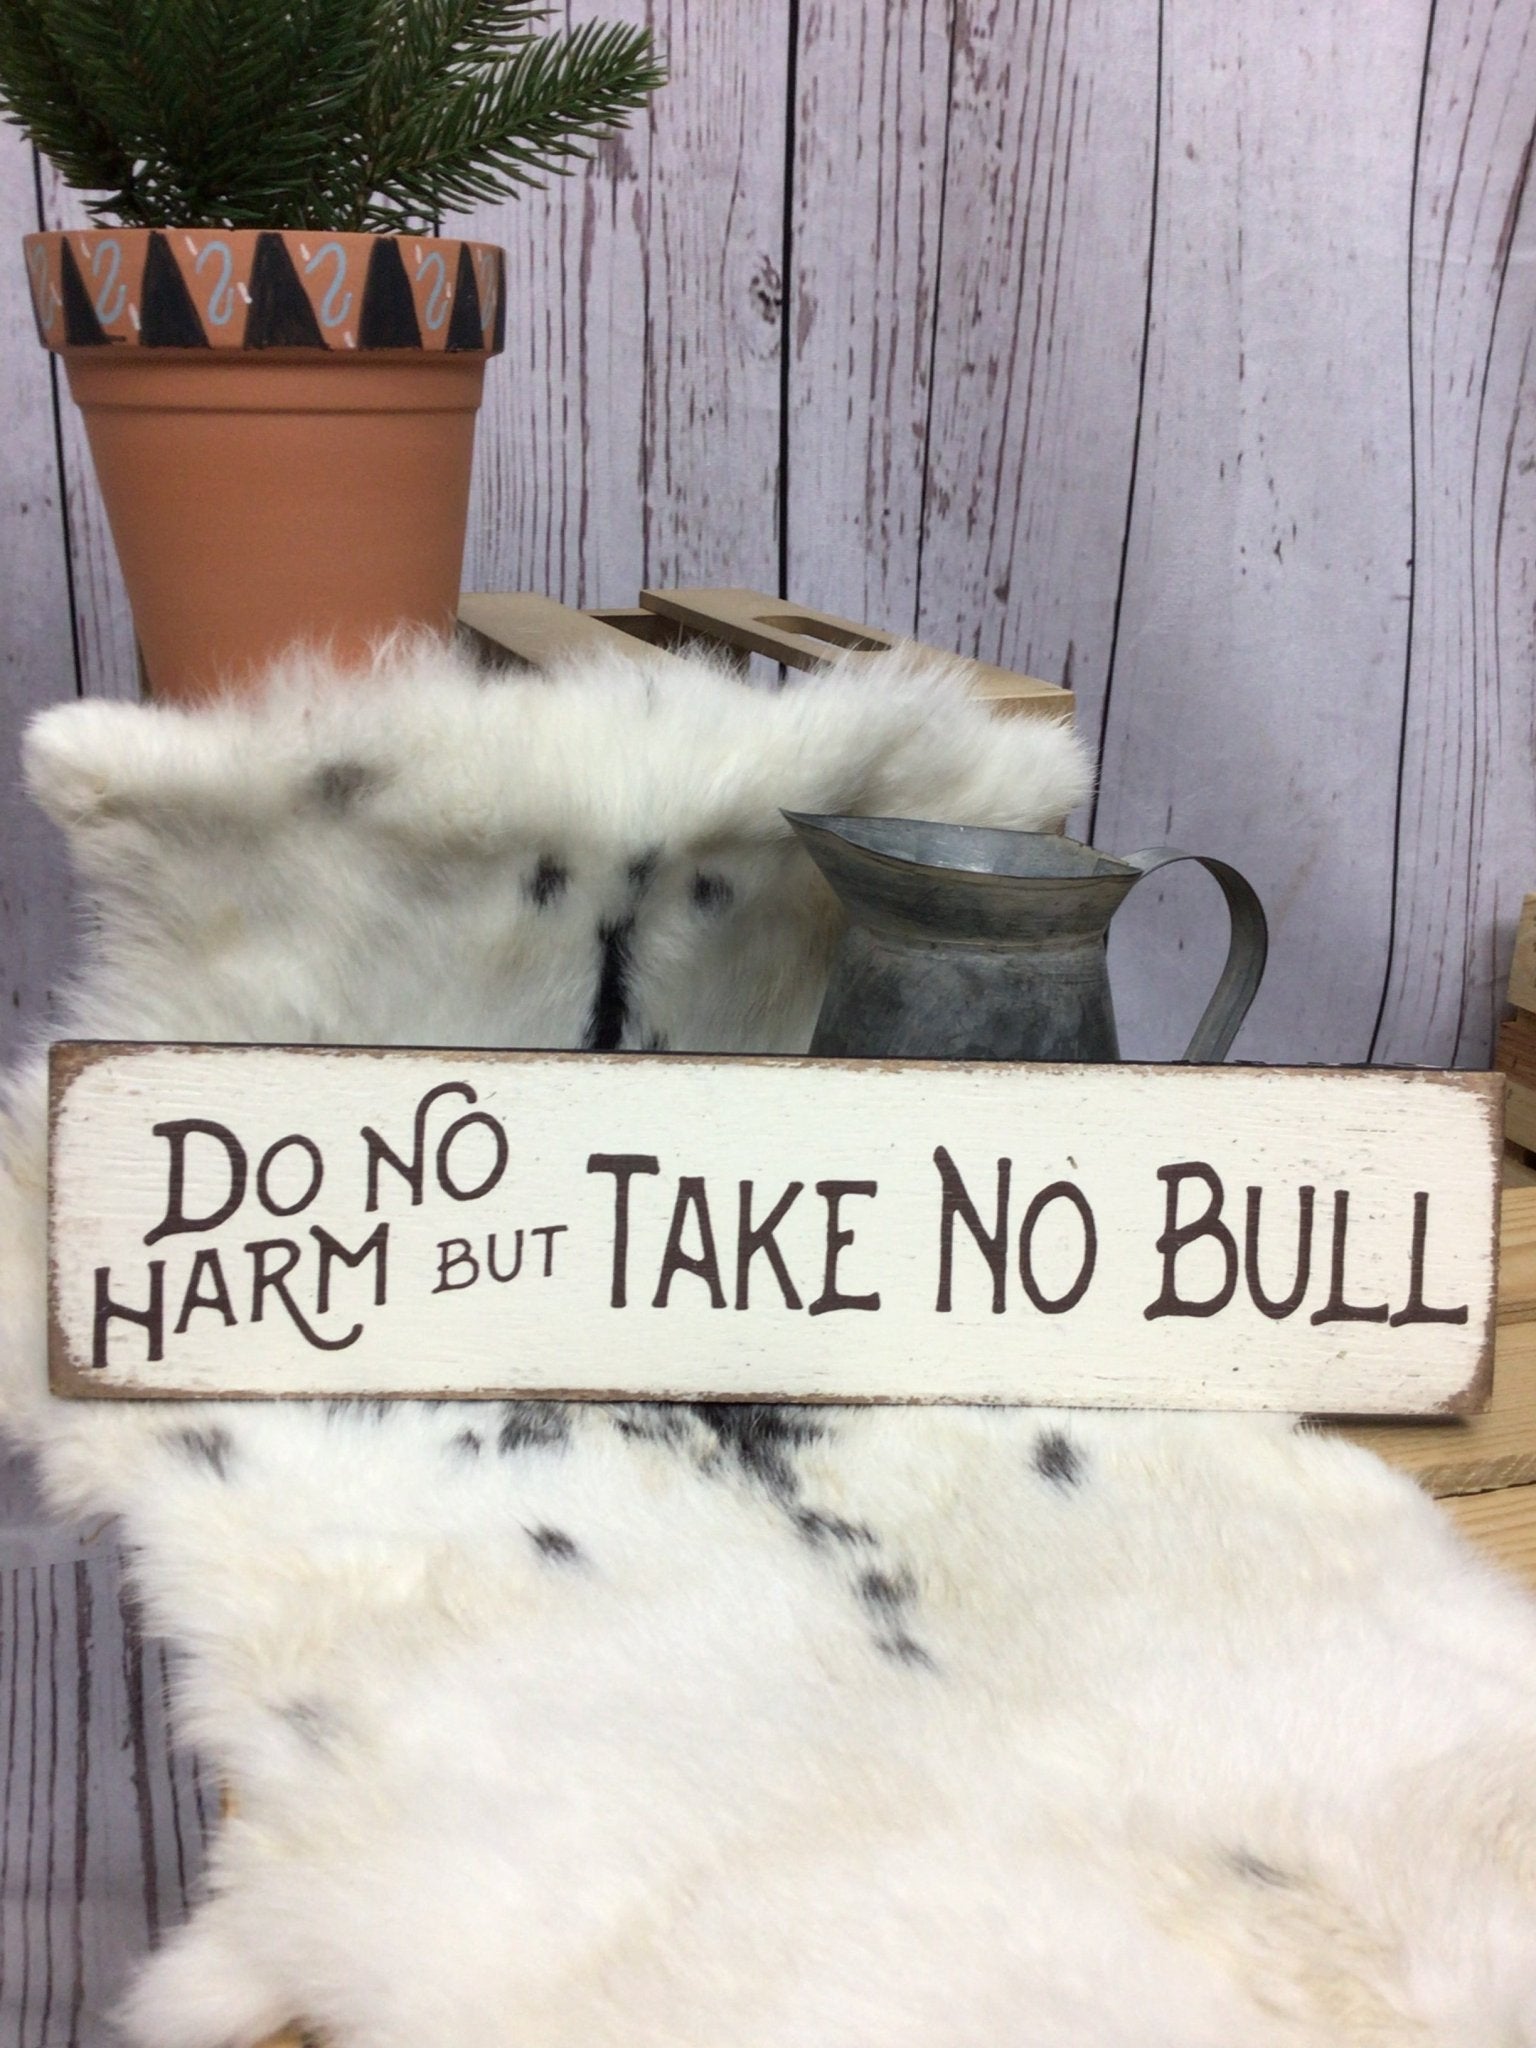 DO NO
HARM BUT TAKE NO BULL